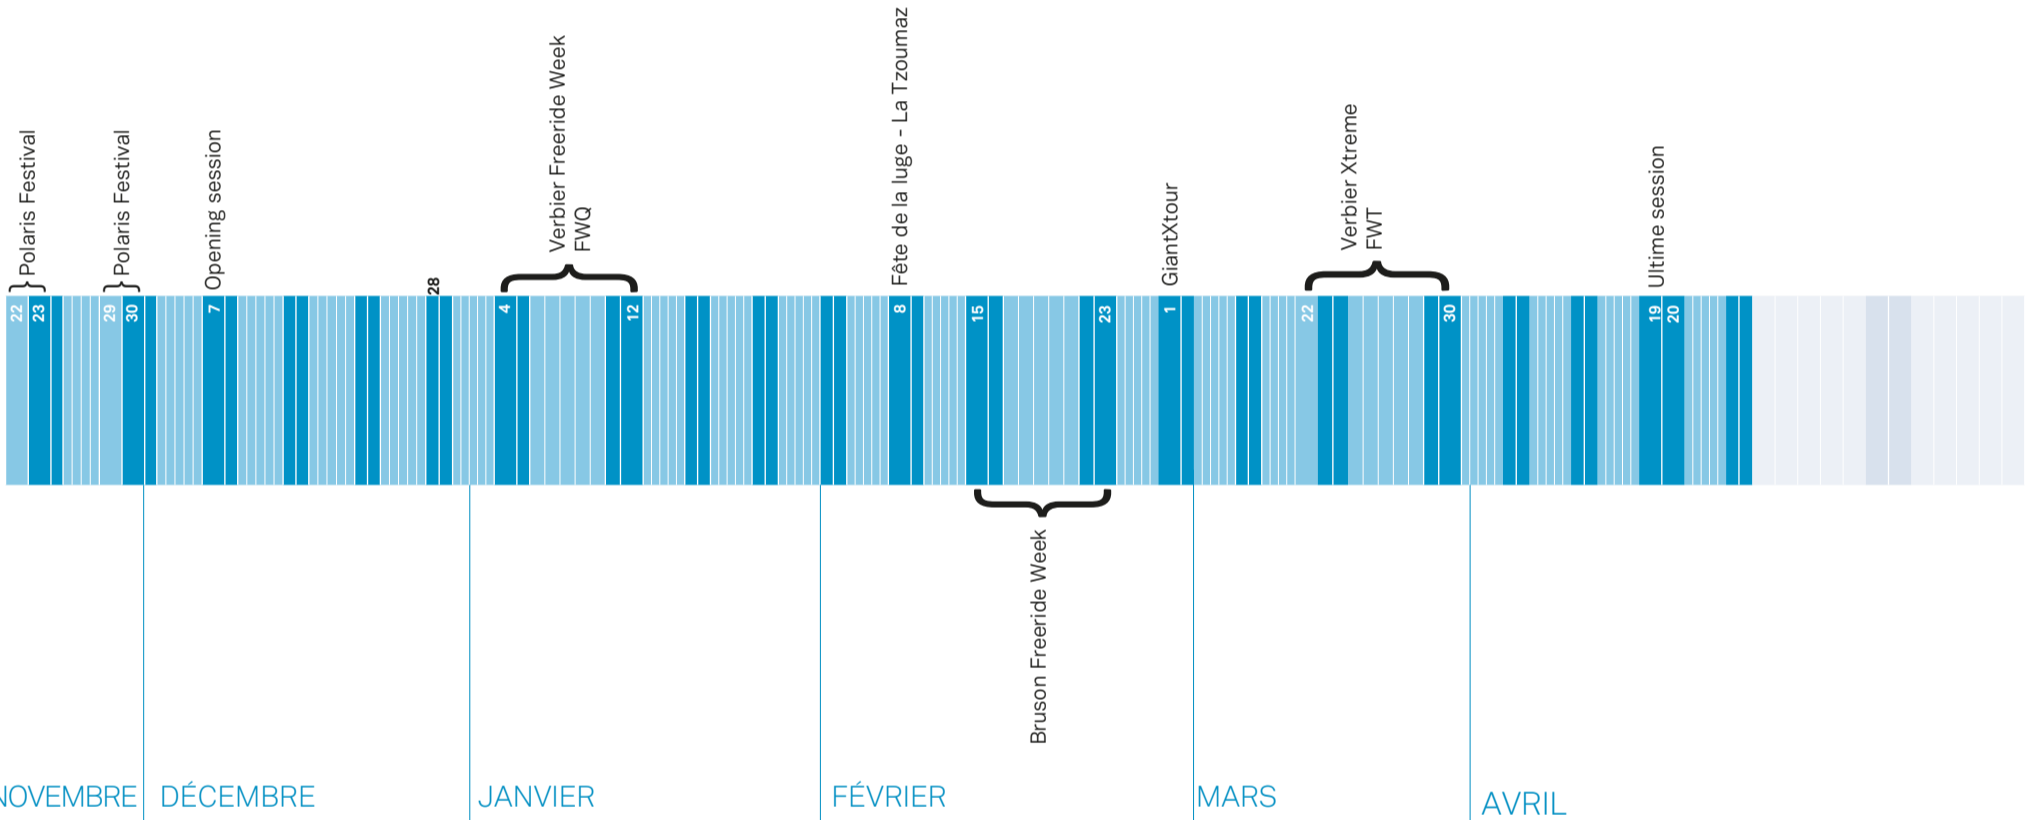 Polaris Festival
Polaris Festival
Opening session
28
Verbier Freeride Week
FWQ
Fête de la luge - La Tzoumaz
GiantXtour
Verbier Xtreme
FWT
Ultime session
22
23
29
30
7
4
12
8
15
23
1
22
30
19
20
Bruson Freeride Week
NOVEMBRE
DÉCEMBRE
JANVIER
FÉVRIER
MARS
AVRIL